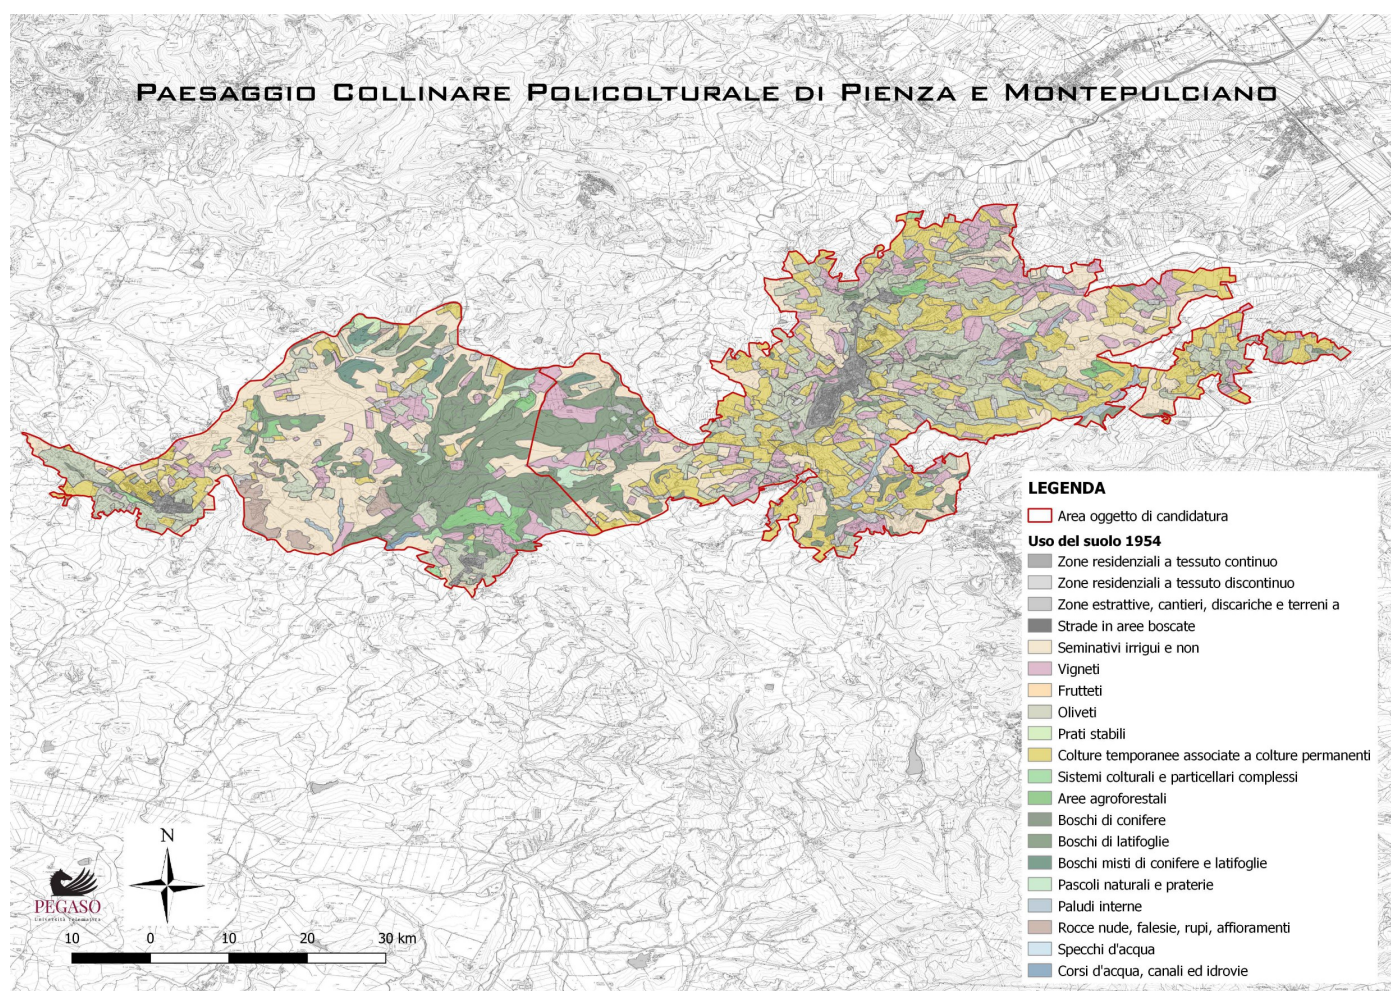 PAESAGGIO COLLINARE POLICOLTURALE DI PIENZA E MONTEPULCIANO
LEGENDA
Area oggetto di candidatura
Uso del suolo 1954
Zone residenziali a tessuto continuo
Zone residenziali a tessuto discontinuo
Zone estrattive, cantieri, discariche e terreni a
Strade in aree boscate
Seminativi irrigui e non
Vigneti
Frutteti
Oliveti
Prati stabili
Colture temporanee associate a colture permanenti
Sistemi colturali e particellari complessi
Aree agroforestali
Boschi di conifere
Boschi di latifoglie
Boschi misti di conifere e latifoglie
Pascoli naturali e praterie
Paludi interne
Rocce nude, falesie, rupi, affioramenti
Specchi d'acqua
Corsi d'acqua, canali ed idrovie
N
PEGASO
Università Telematica
10 0 10 20 30 km